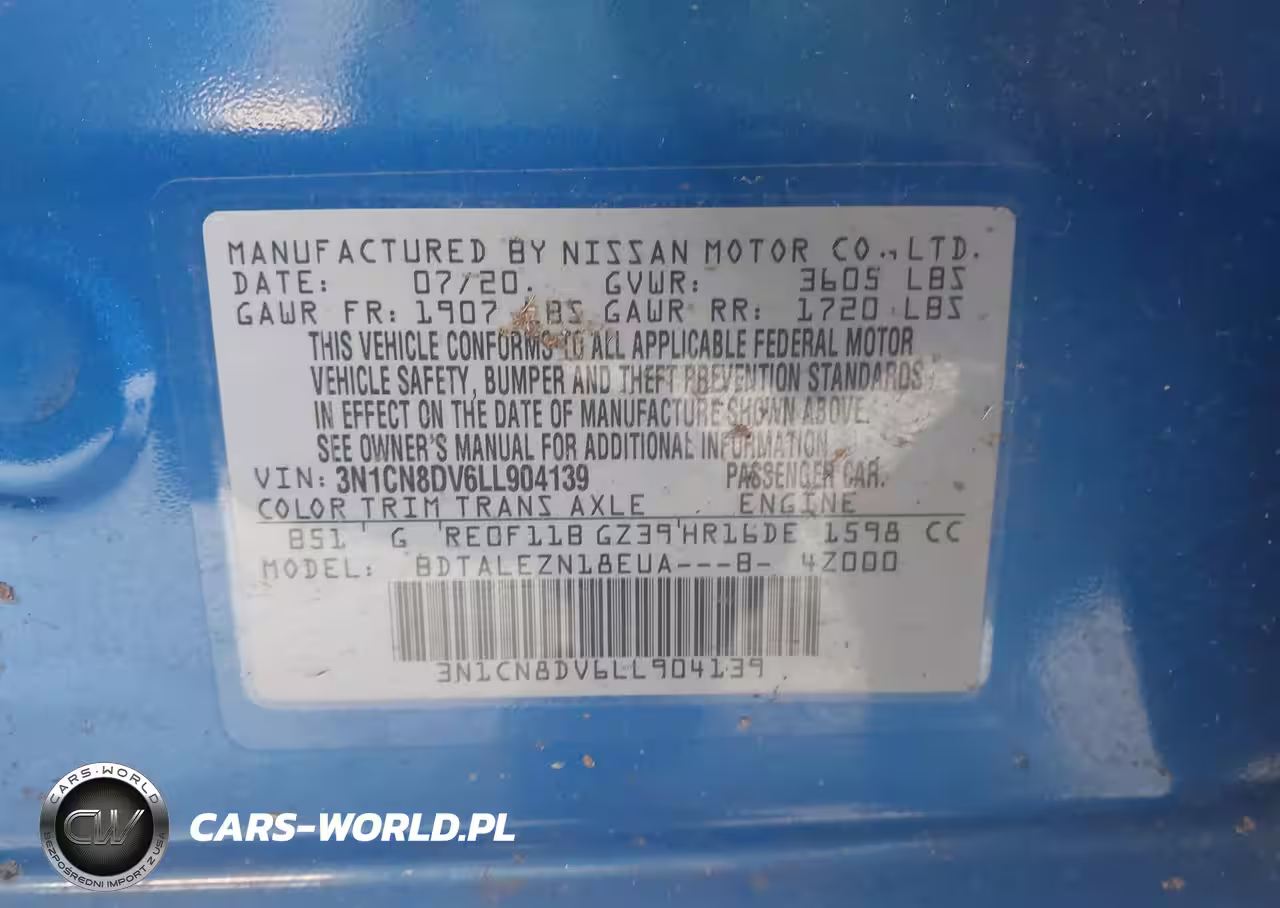 MANUFACTURED BY NISSAN MOTOR CO., LTD.
DATE: 07/20. GVWR: 3605 LBS
GAWR FR: 1907 LBS GAWR RR: 1720 LBS
THIS VEHICLE CONFORMS TO ALL APPLICABLE FEDERAL MOTOR
VEHICLE SAFETY, BUMPER AND THEFT PREVENTION STANDARDS
IN EFFECT ON THE DATE OF MANUFACTURE SHOWN ABOVE.
SEE OWNER'S MANUAL FOR ADDITIONAL INFORMATION.
VIN: 3N1CN8DV6LL904139 PASSENGER CAR.
COLOR TRIM TRANS AXLE ENGINE
B51 G RE0F11B GZ39 HR16DE 1598 CC
MODEL: BDTALEZN18EUA---B- 4Z000
3N1CN8DV6LL904139
CARS-WORLD
CW
BEZPOŚREDNI IMPORT Z USA
CARS-WORLD.PL